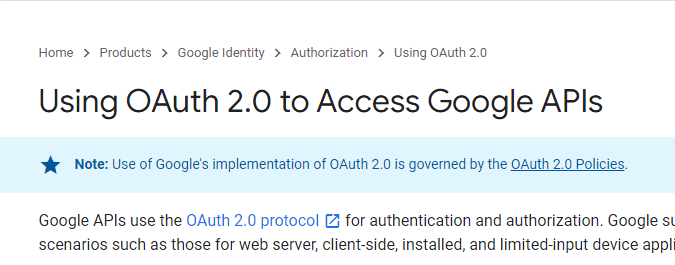 Home > Products > Google Identity > Authorization > Using OAuth 2.0
Using OAuth 2.0 to Access Google APIs
Note: Use of Google's implementation of OAuth 2.0 is governed by the OAuth 2.0 Policies.
Google APIs use the OAuth 2.0 protocol for authentication and authorization. Google
scenarios such as those for web server, client-side, installed, and limited-input device